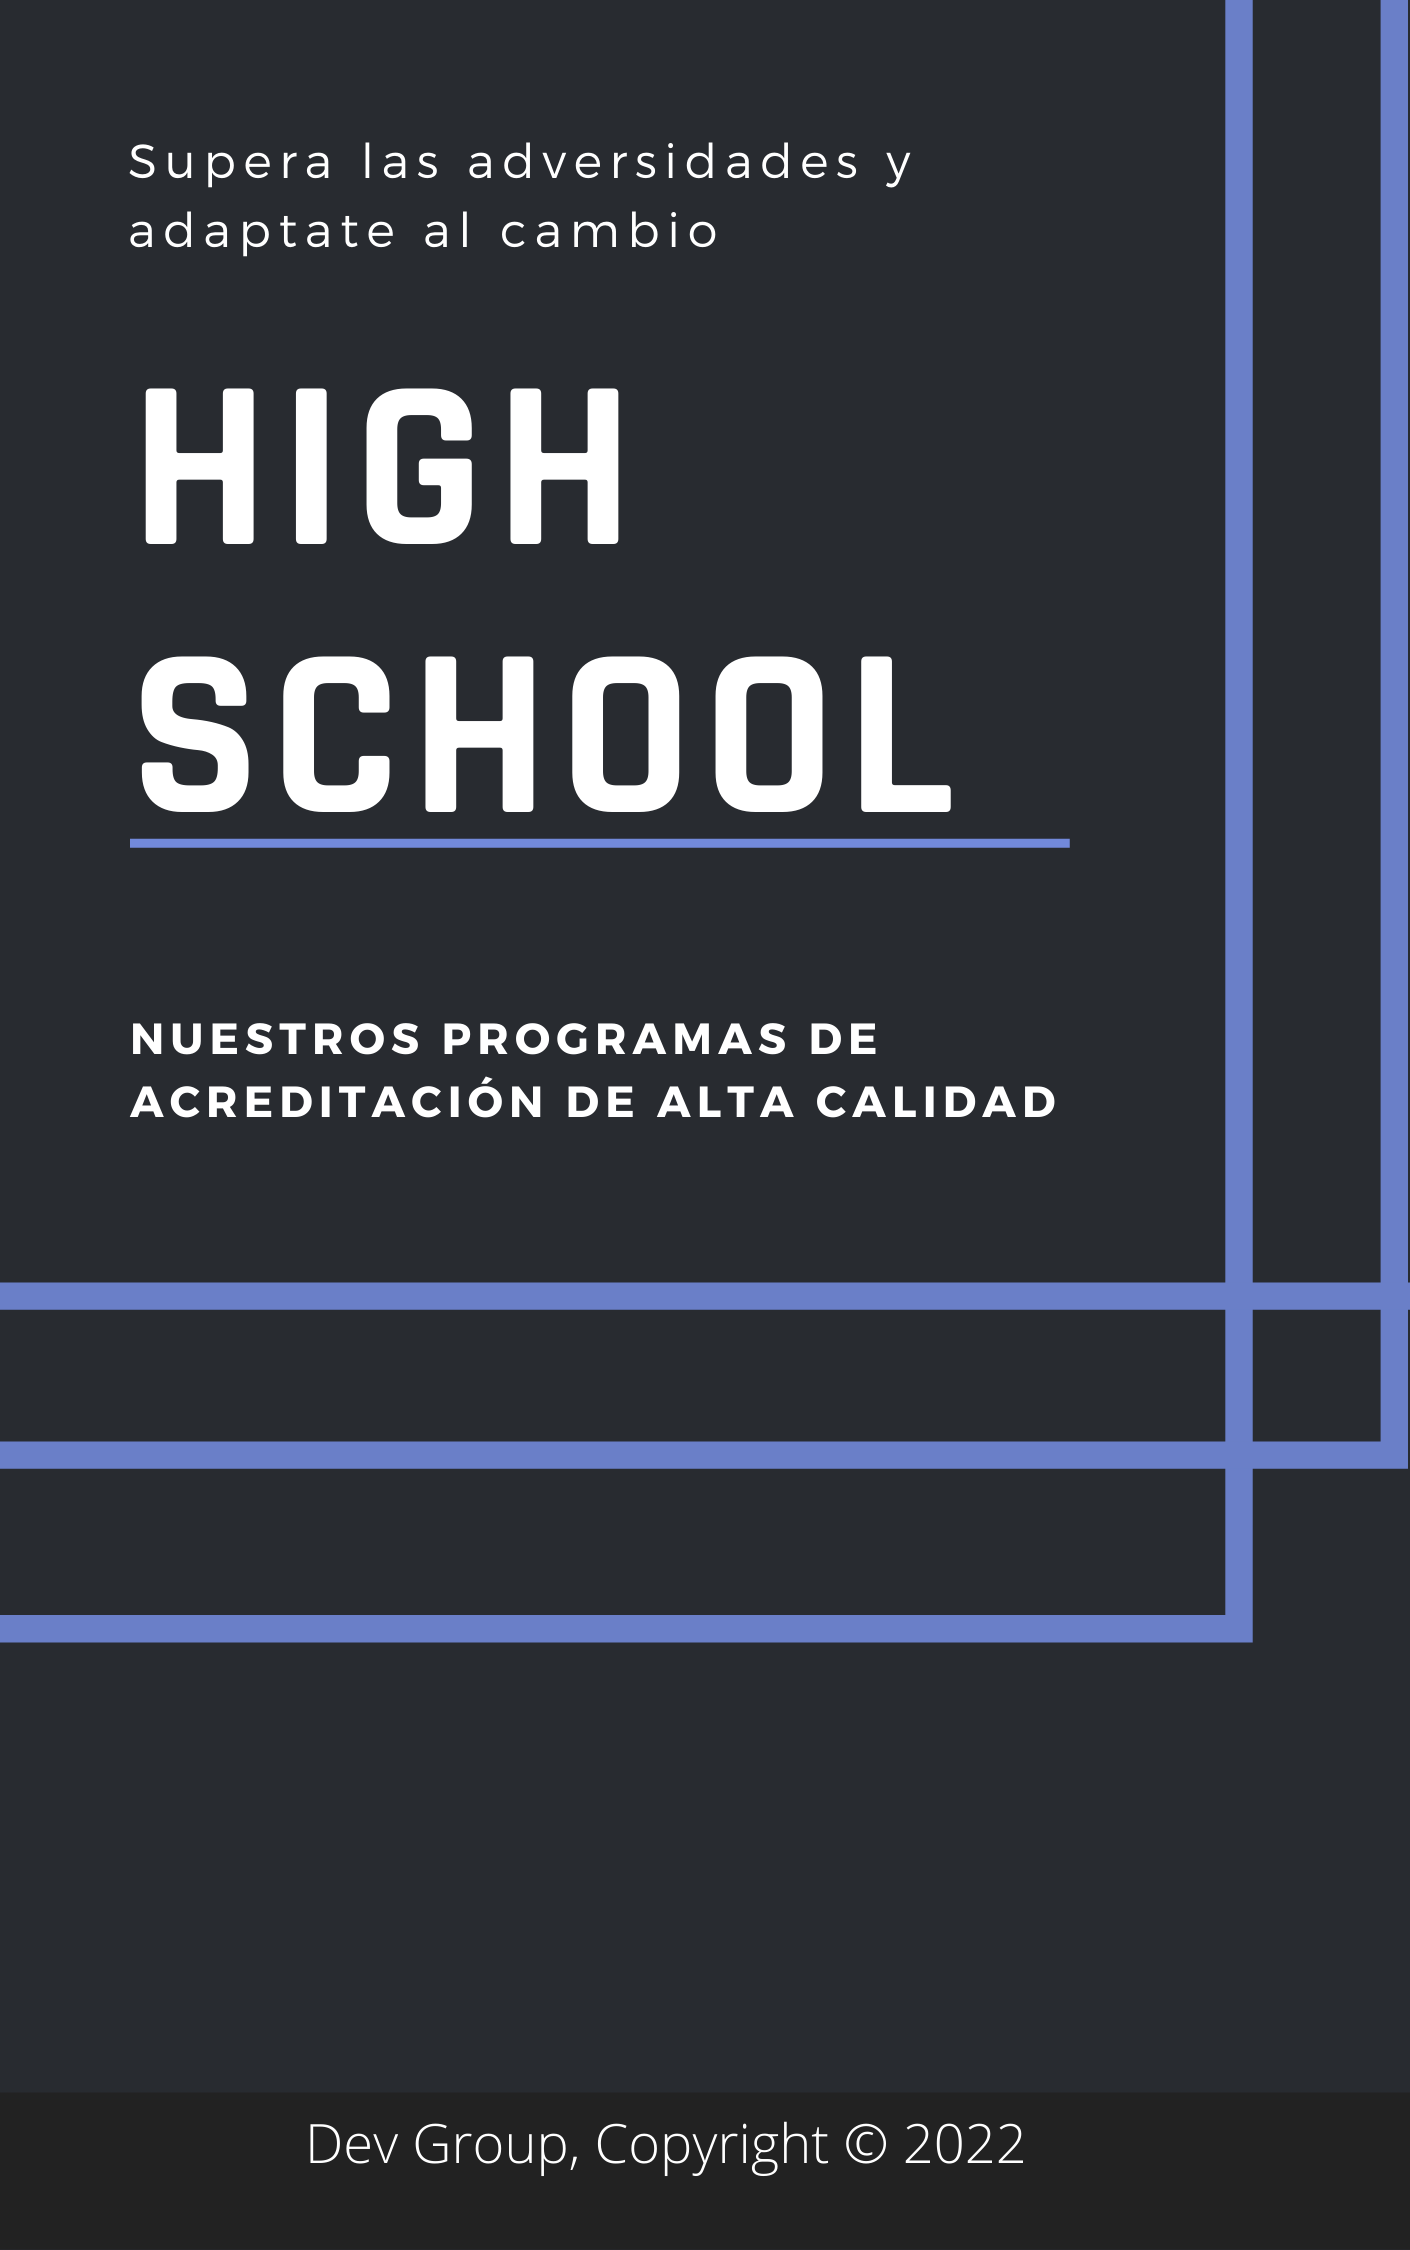 Supera las adversidades y
adaptate al cambio
HIGH
SCHOOL
NUESTROS PROGRAMAS DE
ACREDITACIÓN DE ALTA CALIDAD
Dev Group, Copyright © 2022